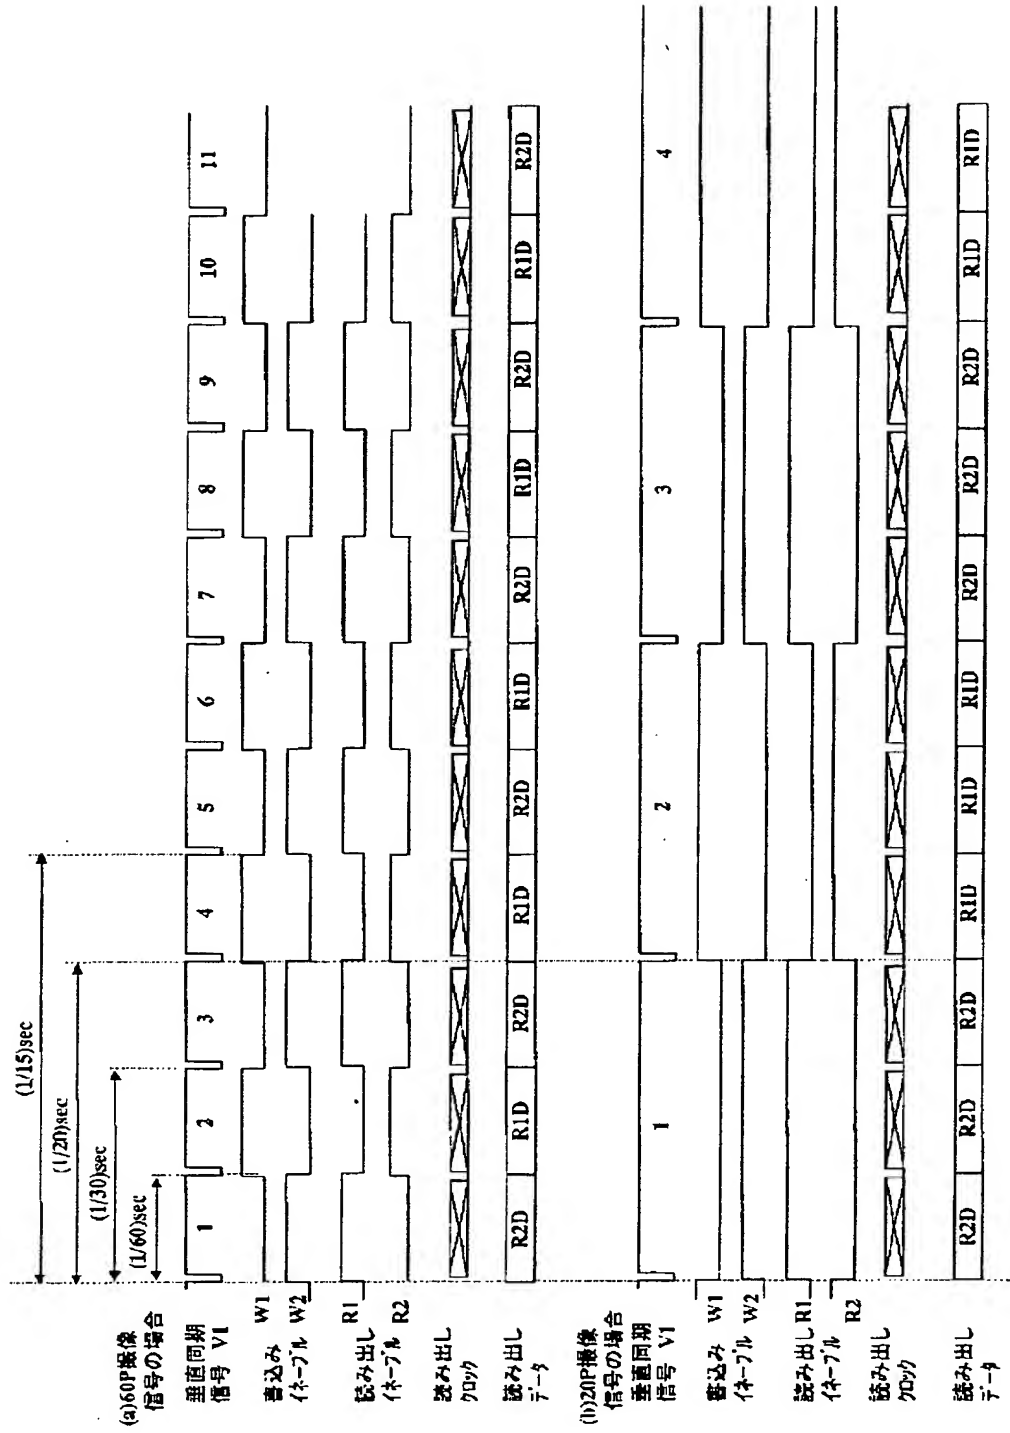 (1/15)sec
(1/20)sec
(1/30)sec
(1/60)sec
(a)60P撮像
信号の場合
垂直同期
信号 V1
1 2 3 4 5 6 7 8 9 10 11
書込み
イネーブル
W1
W2
読み出し
イネーブル
R1
R2
読み出し
クロック
読み出し
データ
R2D R1D R2D R1D R2D R1D R2D R1D R2D R1D R2D
(b)20P撮像
信号の場合
垂直同期
信号 V1
1 2 3 4
書込み
イネーブル
W1
W2
読み出し
イネーブル
R1
R2
読み出し
クロック
読み出し
データ
R2D R2D R2D R1D R1D R1D R2D R2D R2D R1D R1D